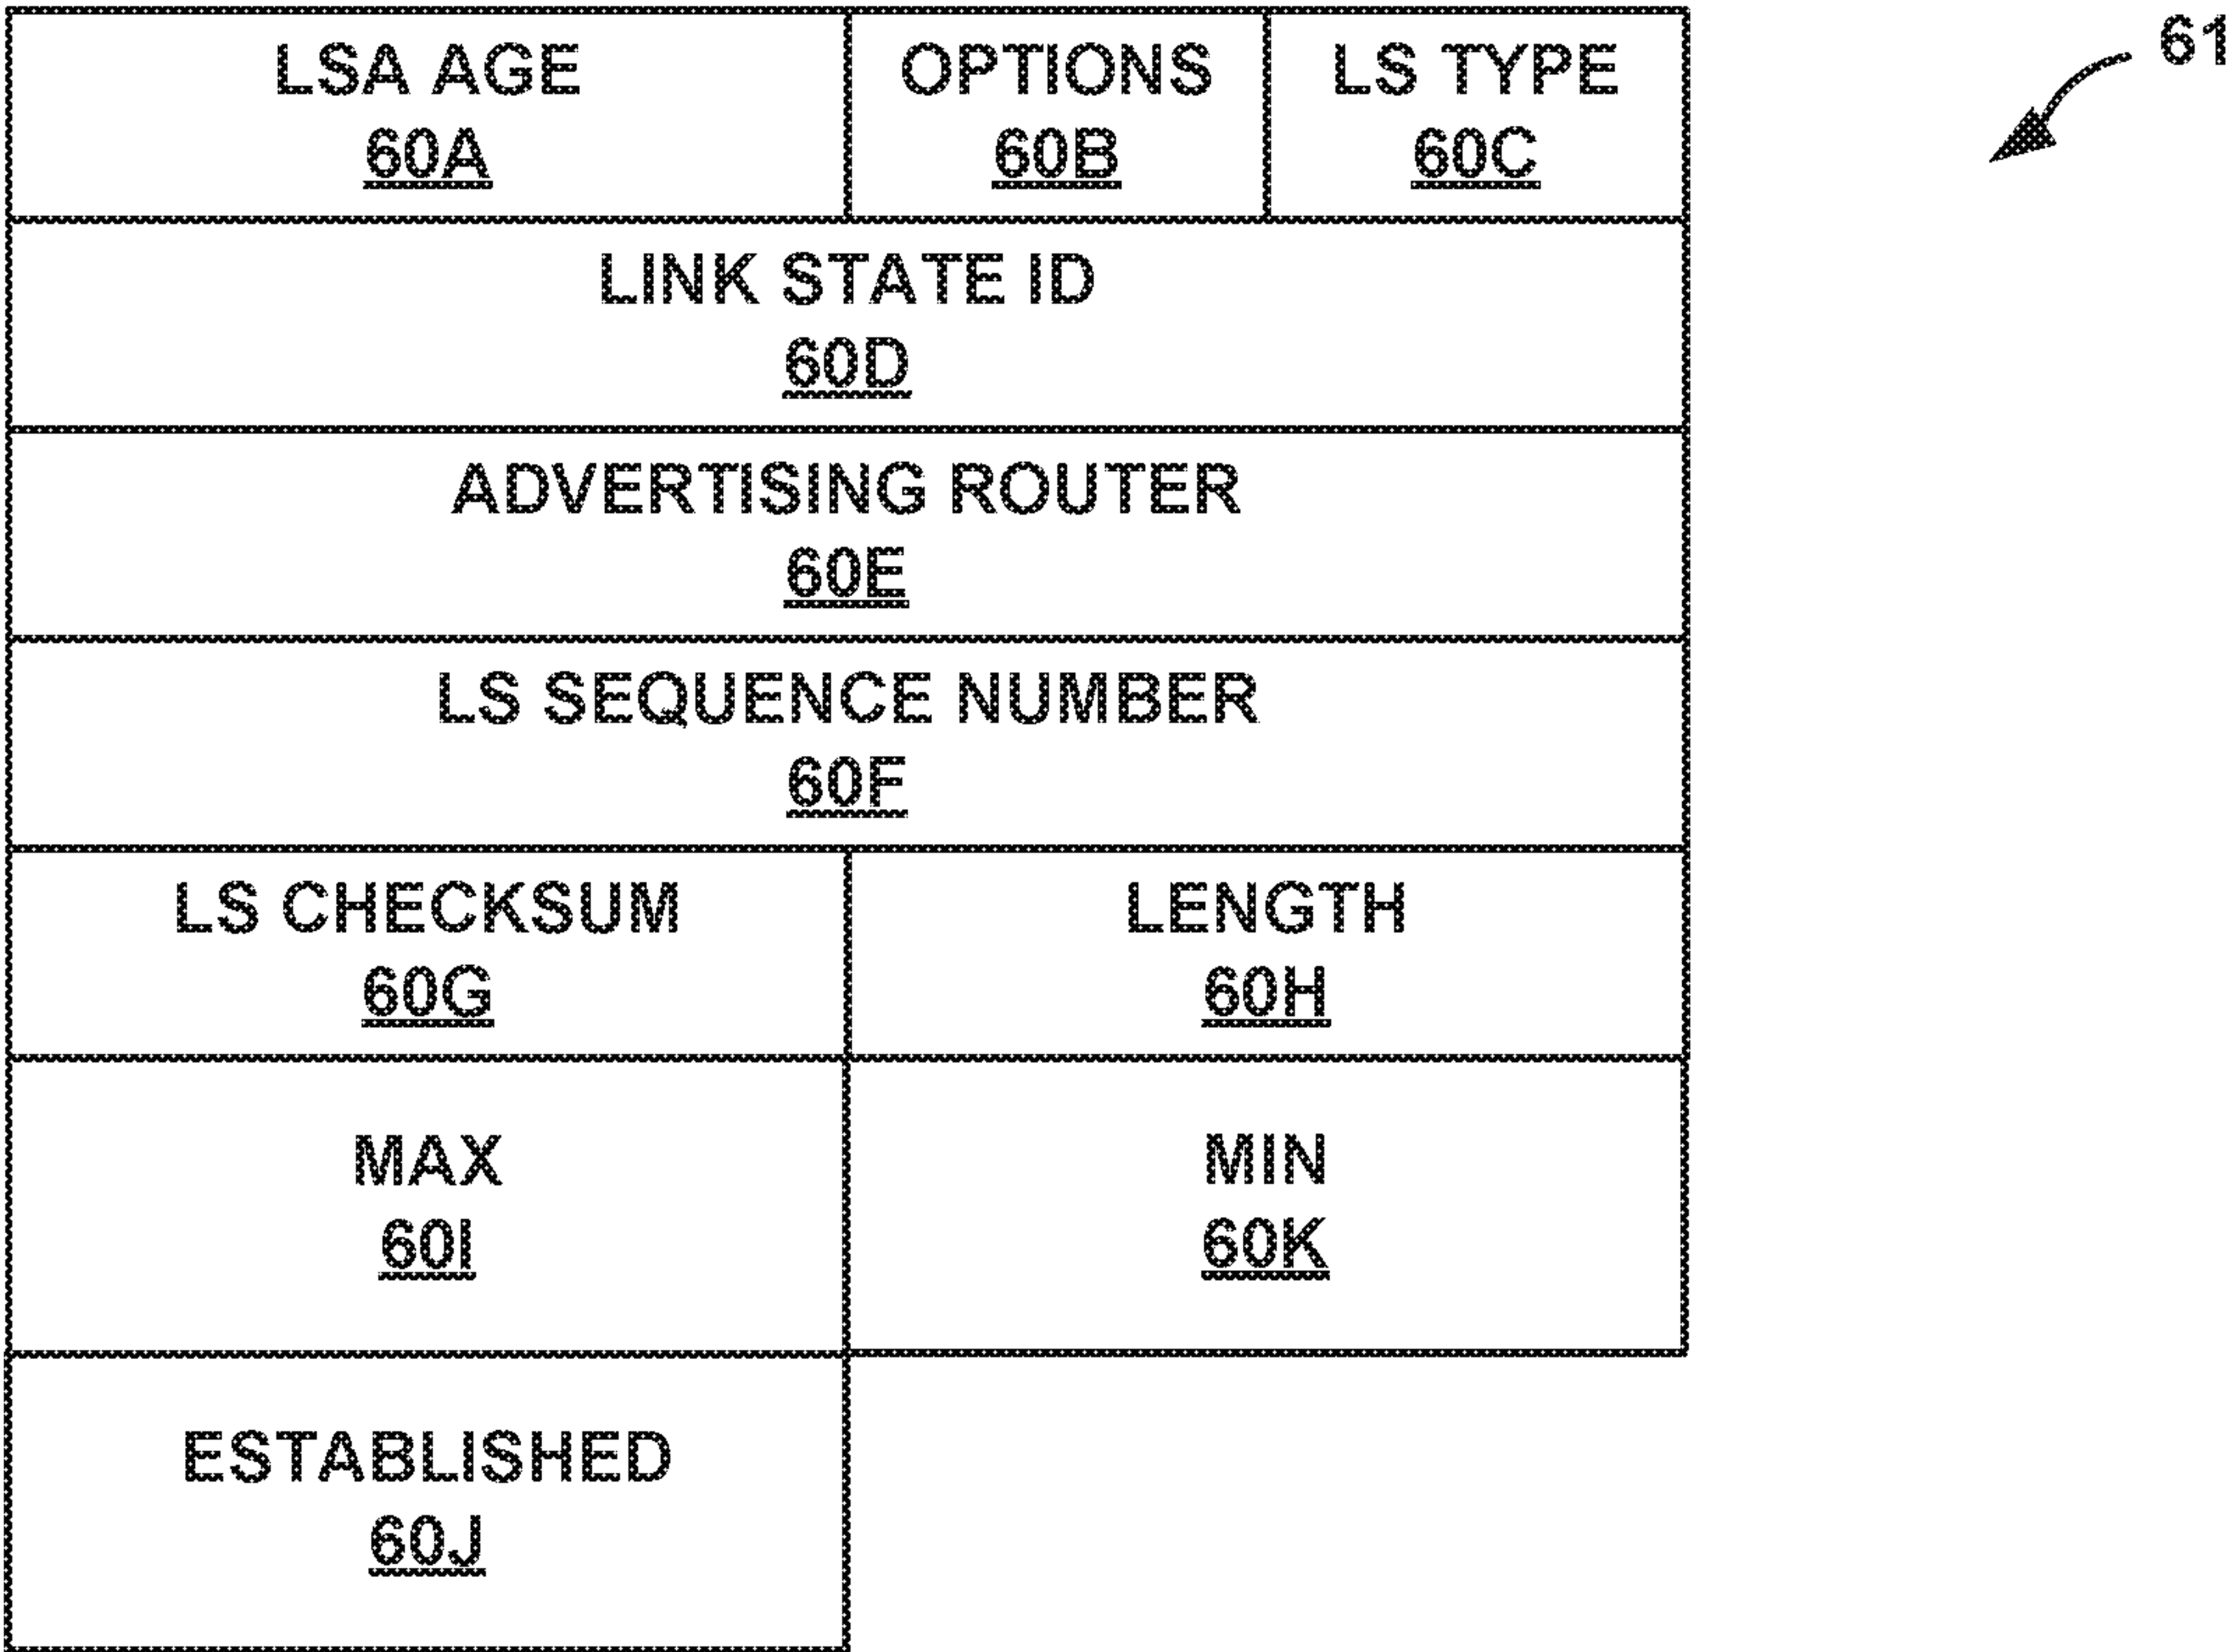 LSA AGE
60A
OPTIONS
60B
LS TYPE
60C
61
LINK STATE ID
60D
ADVERTISING ROUTER
60E
LS SEQUENCE NUMBER
60F
LS CHECKSUM
60G
LENGTH
60H
MAX
60I
MIN
60K
ESTABLISHED
60J